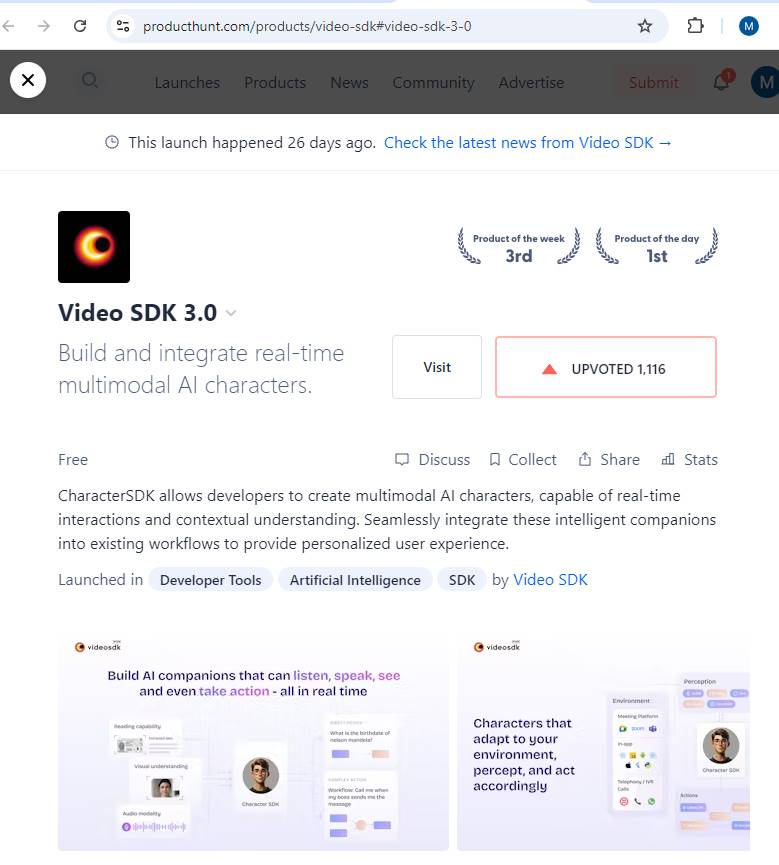 producthunt.com/products/video-sdk#video-sdk-3-0
M
Launches Products News Community Advertise Submit 1 M
This launch happened 26 days ago. Check the latest news from Video SDK →
Product of the week
3rd
Product of the day
1st
Video SDK 3.0
Build and integrate real-time
multimodal AI characters.
Visit
UPVOTED 1,116
Free
Discuss Collect Share Stats
CharacterSDK allows developers to create multimodal AI characters, capable of real-time
interactions and contextual understanding. Seamlessly integrate these intelligent companions
into existing workflows to provide personalized user experience.
Launched in Developer Tools Artificial Intelligence SDK by Video SDK
videosdk
Build AI companions that can listen, speak, see
and even take action - all in real time
Reading capability
Visual understanding
Audio modality
Character SDK
What is the birthdate of
nelson mandela?
COMPLEX ACTION
Workflow: Call me when
my boss sends me the
message
videosdk
Characters that
adapt to your
environment,
percept, and act
accordingly
Environment
Meeting Platform
zoom
In-app
Telephony / IVR
Calls
Perception
Character SDK
Actions